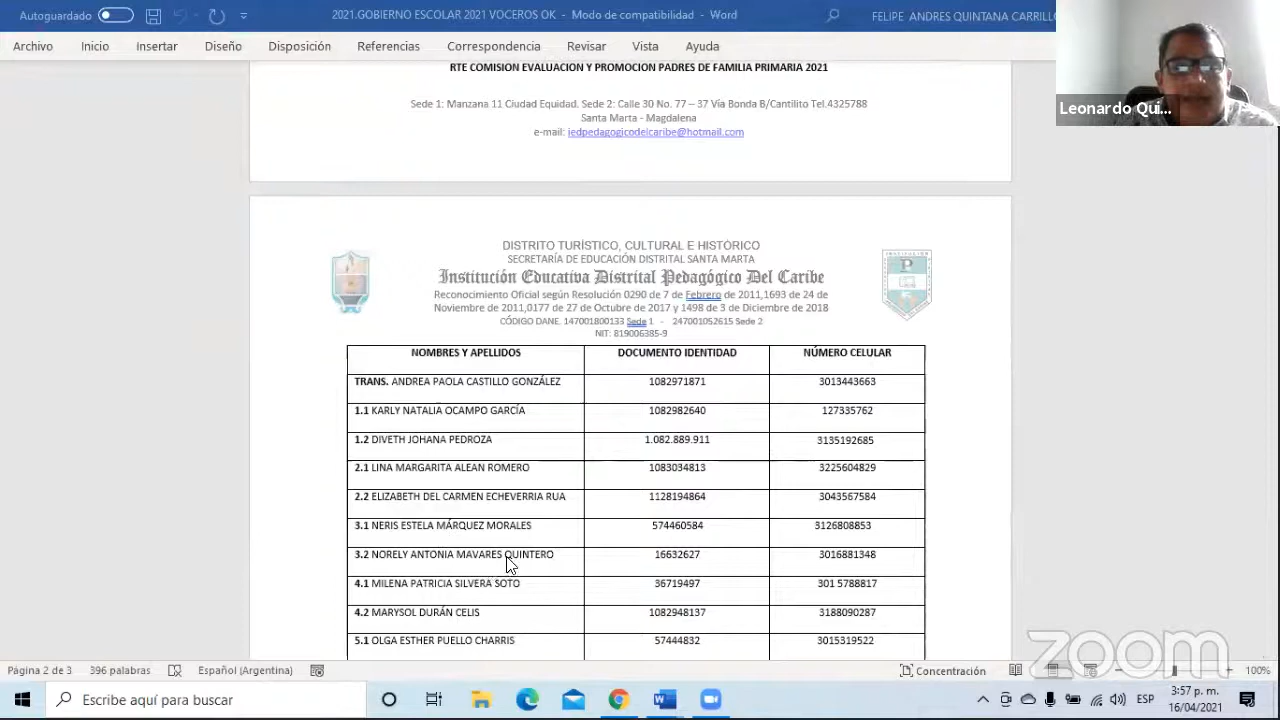 Autoguardado
2021.GOBIERNO ESCOLAR 2021 VOCEROS OK - Modo de compatibilidad - Word
FELIPE ANDRES QUINTANA CARRILLO
Archivo Inicio Insertar Diseño Disposición Referencias Correspondencia Revisar Vista Ayuda
Leonardo Qui...
RTE COMISION EVALUACION Y PROMOCION PADRES DE FAMILIA PRIMARIA 2021
Sede 1: Manzana 11 Ciudad Equidad. Sede 2: Calle 30 No. 77 – 37 Vía Bonda B/Cantilito Tel.4325788
Santa Marta - Magdalena
e-mail: iedpedagogicodelcaribe@hotmail.com
DISTRITO TURÍSTICO, CULTURAL E HISTÓRICO
SECRETARÍA DE EDUCACIÓN DISTRITAL SANTA MARTA
Institución Educativa Distrital Pedagógico Del Caribe
Reconocimiento Oficial según Resolución 0290 de 7 de Febrero de 2011,1693 de 24 de
Noviembre de 2011,0177 de 27 de Octubre de 2017 y 1498 de 3 de Diciembre de 2018
CÓDIGO DANE. 147001800133 Sede 1 - 247001052615 Sede 2
NIT: 819006385-9
NOMBRES Y APELLIDOS DOCUMENTO IDENTIDAD NÚMERO CELULAR
TRANS. ANDREA PAOLA CASTILLO GONZÁLEZ 1082971871 3013443663
1.1 KARLY NATALIA OCAMPO GARCÍA 1082982640 127335762
1.2 DIVETH JOHANA PEDROZA 1.082.889.911 3135192685
2.1 LINA MARGARITA ALEAN ROMERO 1083034813 3225604829
2.2 ELIZABETH DEL CARMEN ECHEVERRIA RUA 1128194864 3043567584
3.1 NERIS ESTELA MÁRQUEZ MORALES 574460584 3126808853
3.2 NORELY ANTONIA MAVARES QUINTERO 16632627 3016881348
4.1 MILENA PATRICIA SILVERA SOTO 36719497 301 5788817
4.2 MARYSOL DURÁN CELIS 1082948137 3188090287
5.1 OLGA ESTHER PUELLO CHARRIS 57444832 3015319522
zoom
Página 2 de 3 396 palabras Español (Argentina) Concentración 100%
Escribe aquí para buscar
ESP
3:57 p. m.
16/04/2021